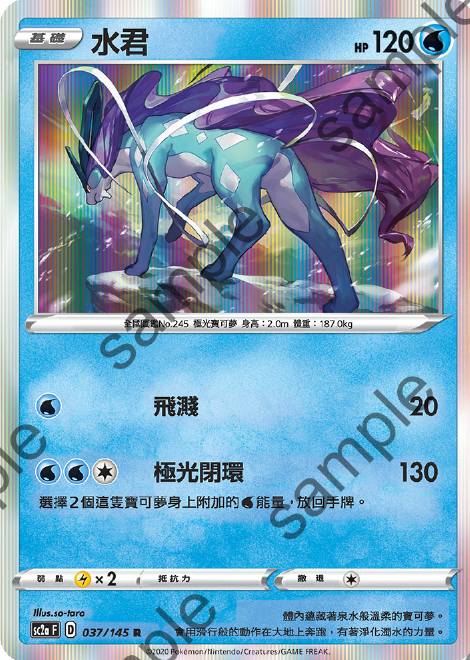 基礎 水君 HP 120
全國圖鑑No.245 極光寶可夢 身高：2.0m 體重：187.0kg
飛濺 20
極光閉環 130
選擇2個這隻寶可夢身上附加的能量，放回手牌。
弱點 ×2 抵抗力 撤退
Illus.so-taro
體內蘊藏著泉水般溫柔的寶可夢。
sc2a F D 037/145 R 會用滑行般的動作在大地上奔跑，有著淨化濁水的力量。
©2020 Pokémon/Nintendo/Creatures/GAME FREAK.
sample
sample
sample
sample
sample
sample